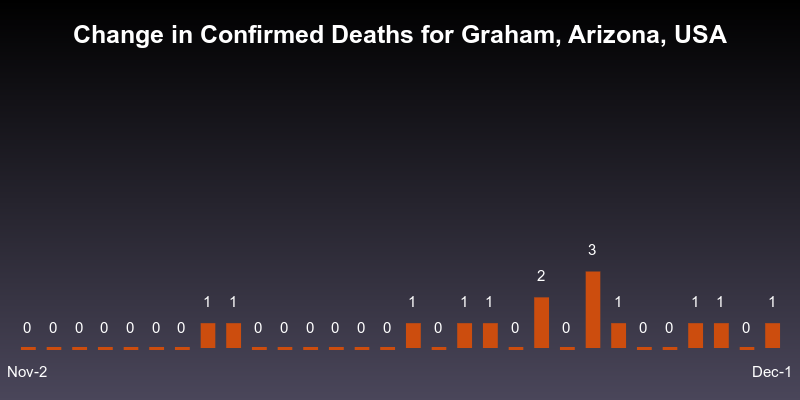 Change in Confirmed Deaths for Graham, Arizona, USA
3
2
1 1 1 1 1 1 1 1 1
0 0 0 0 0 0 0 0 0 0 0 0 0 0 0 0 0 0 0
Nov-2 Dec-1